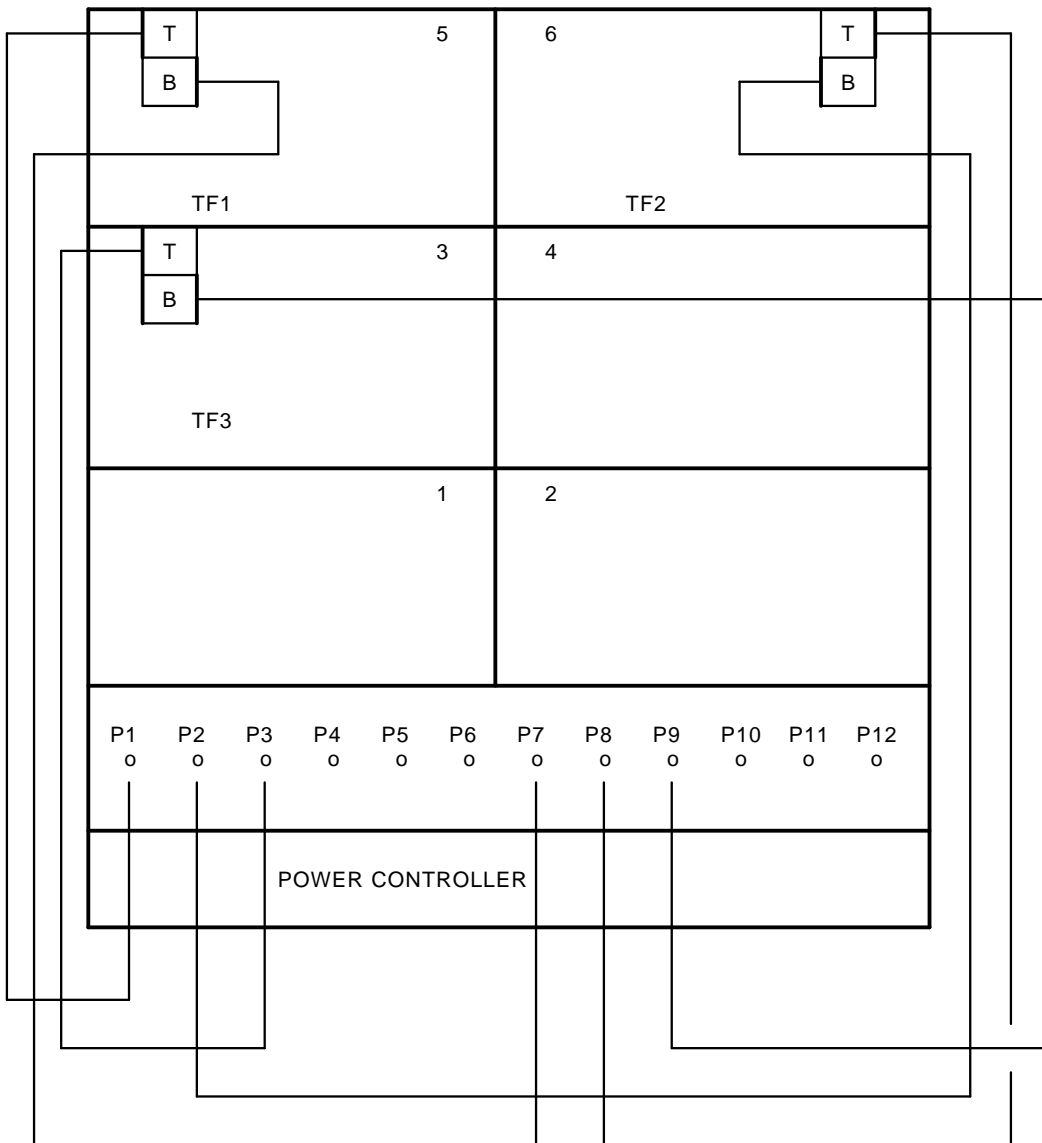 T 5 6 T
B B
TF1 TF2
T 3 4
B
TF3
1 2
P1 P2 P3 P4 P5 P6 P7 P8 P9 P10 P11 P12
o o o o o o o o o o o o
POWER CONTROLLER